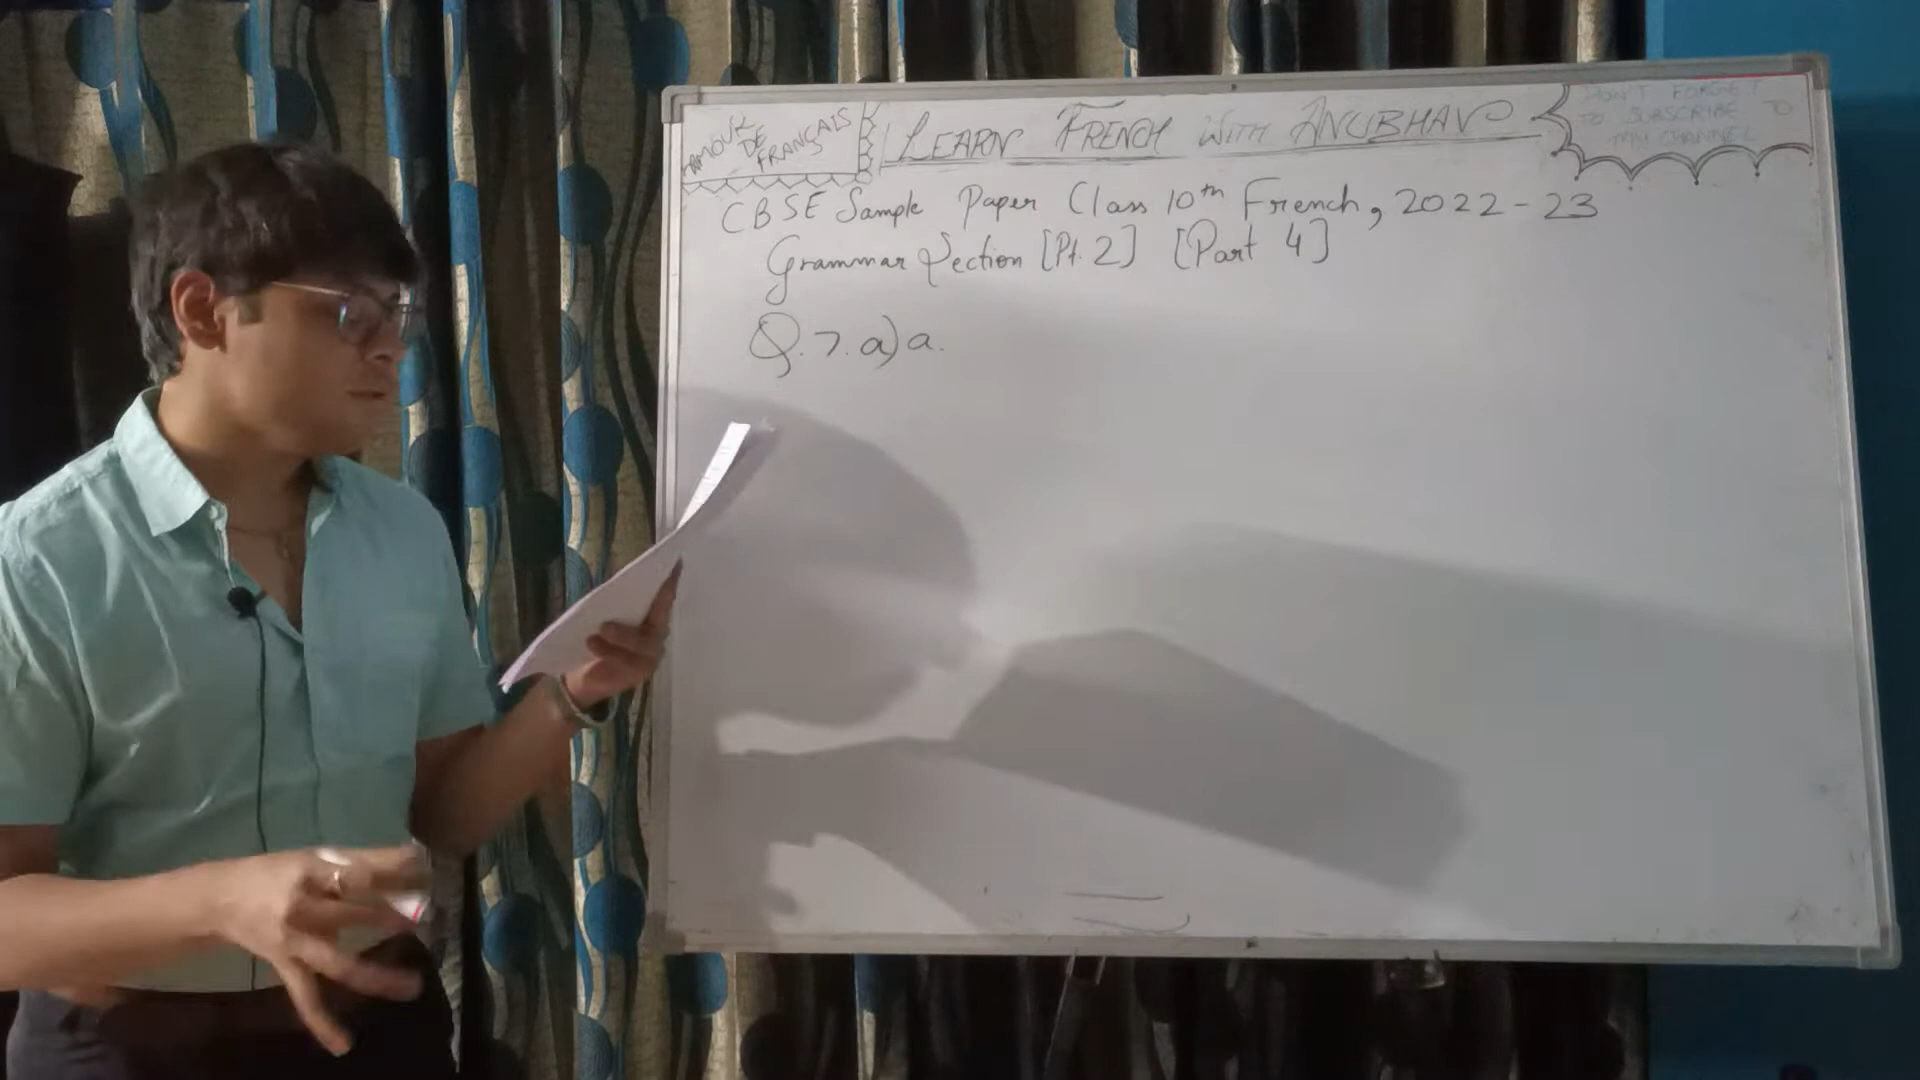 AMOUR
DE
FRANÇAIS
LEARN FRENCH WITH ANUBHAV
DON'T FORGET
TO SUBSCRIBE TO
MY CHANNEL
CBSE Sample Paper Class 10th French, 2022-23
Grammar Section [Pt. 2] [Part 4]
Q.7. a) a.